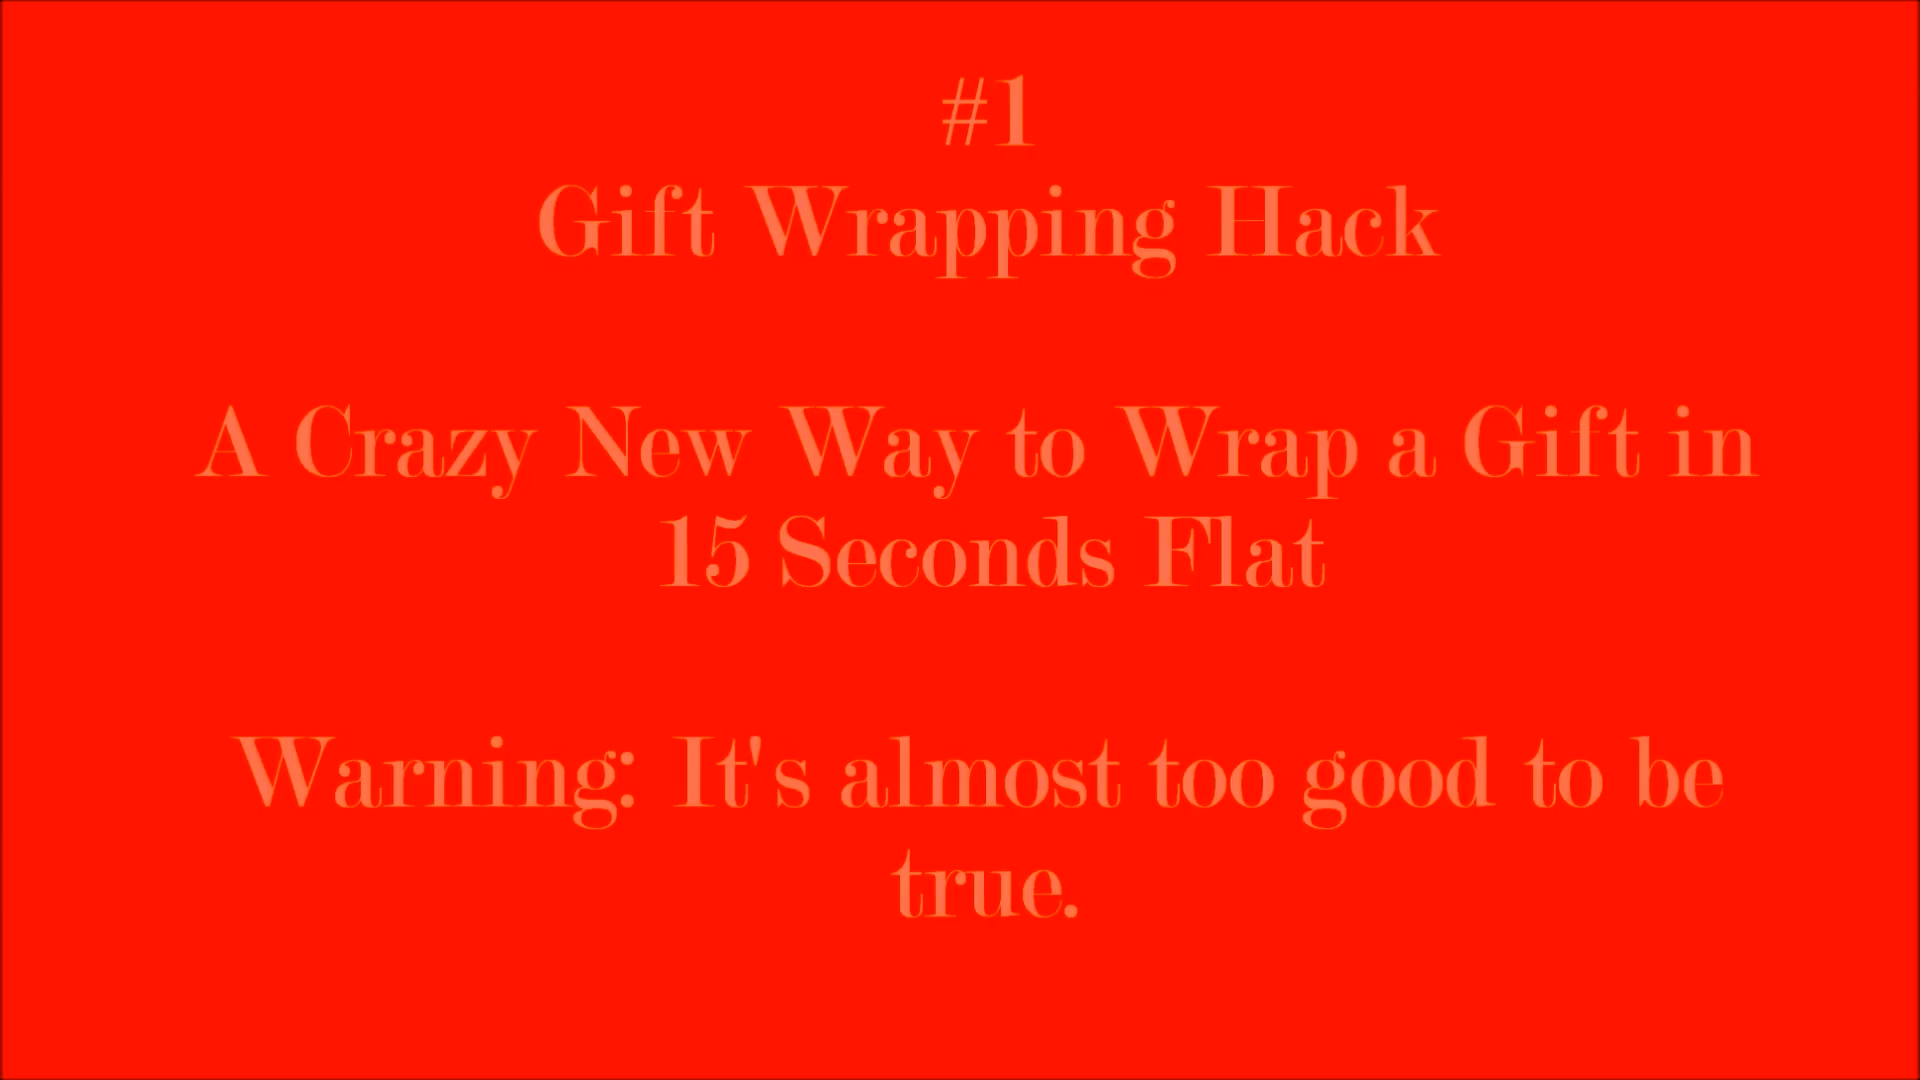 #1
Gift Wrapping Hack
A Crazy New Way to Wrap a Gift in
15 Seconds Flat
Warning: It's almost too good to be
true.